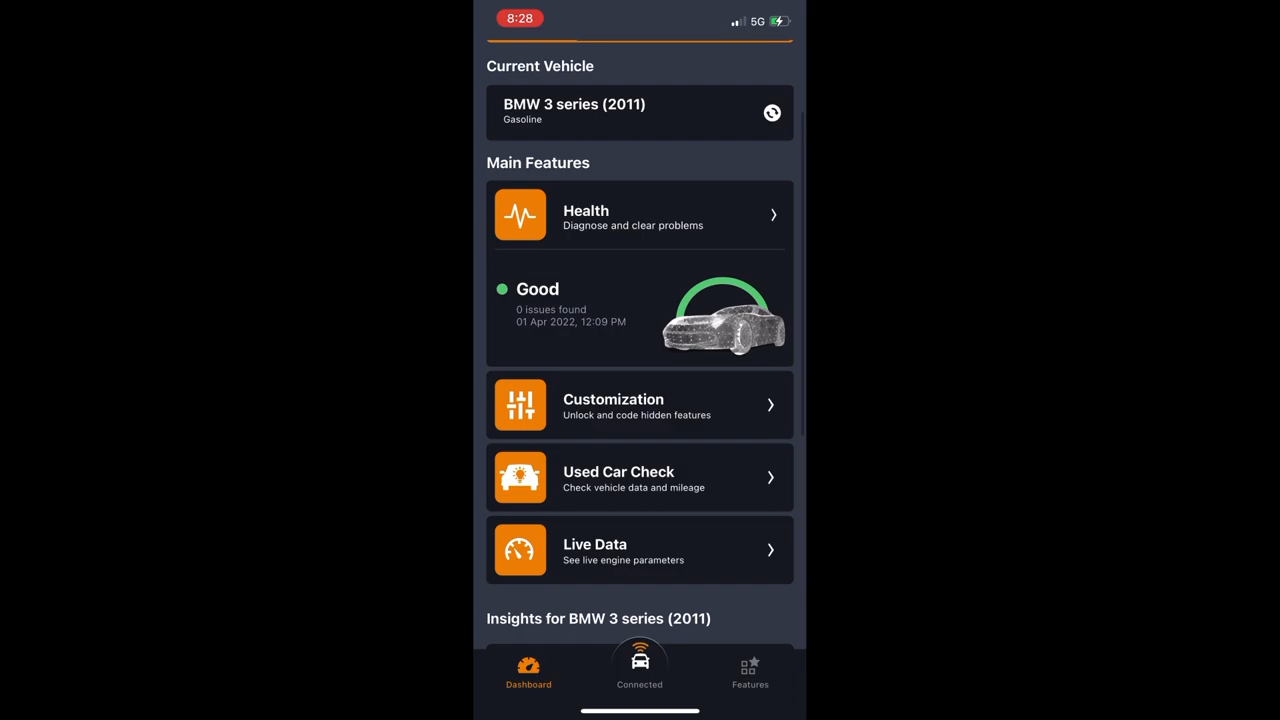 8:28
5G
Current Vehicle
BMW 3 series (2011)
Gasoline
Main Features
Health
Diagnose and clear problems
Good
0 issues found
01 Apr 2022, 12:09 PM
Customization
Unlock and code hidden features
Used Car Check
Check vehicle data and mileage
Live Data
See live engine parameters
Insights for BMW 3 series (2011)
Dashboard
Connected
Features